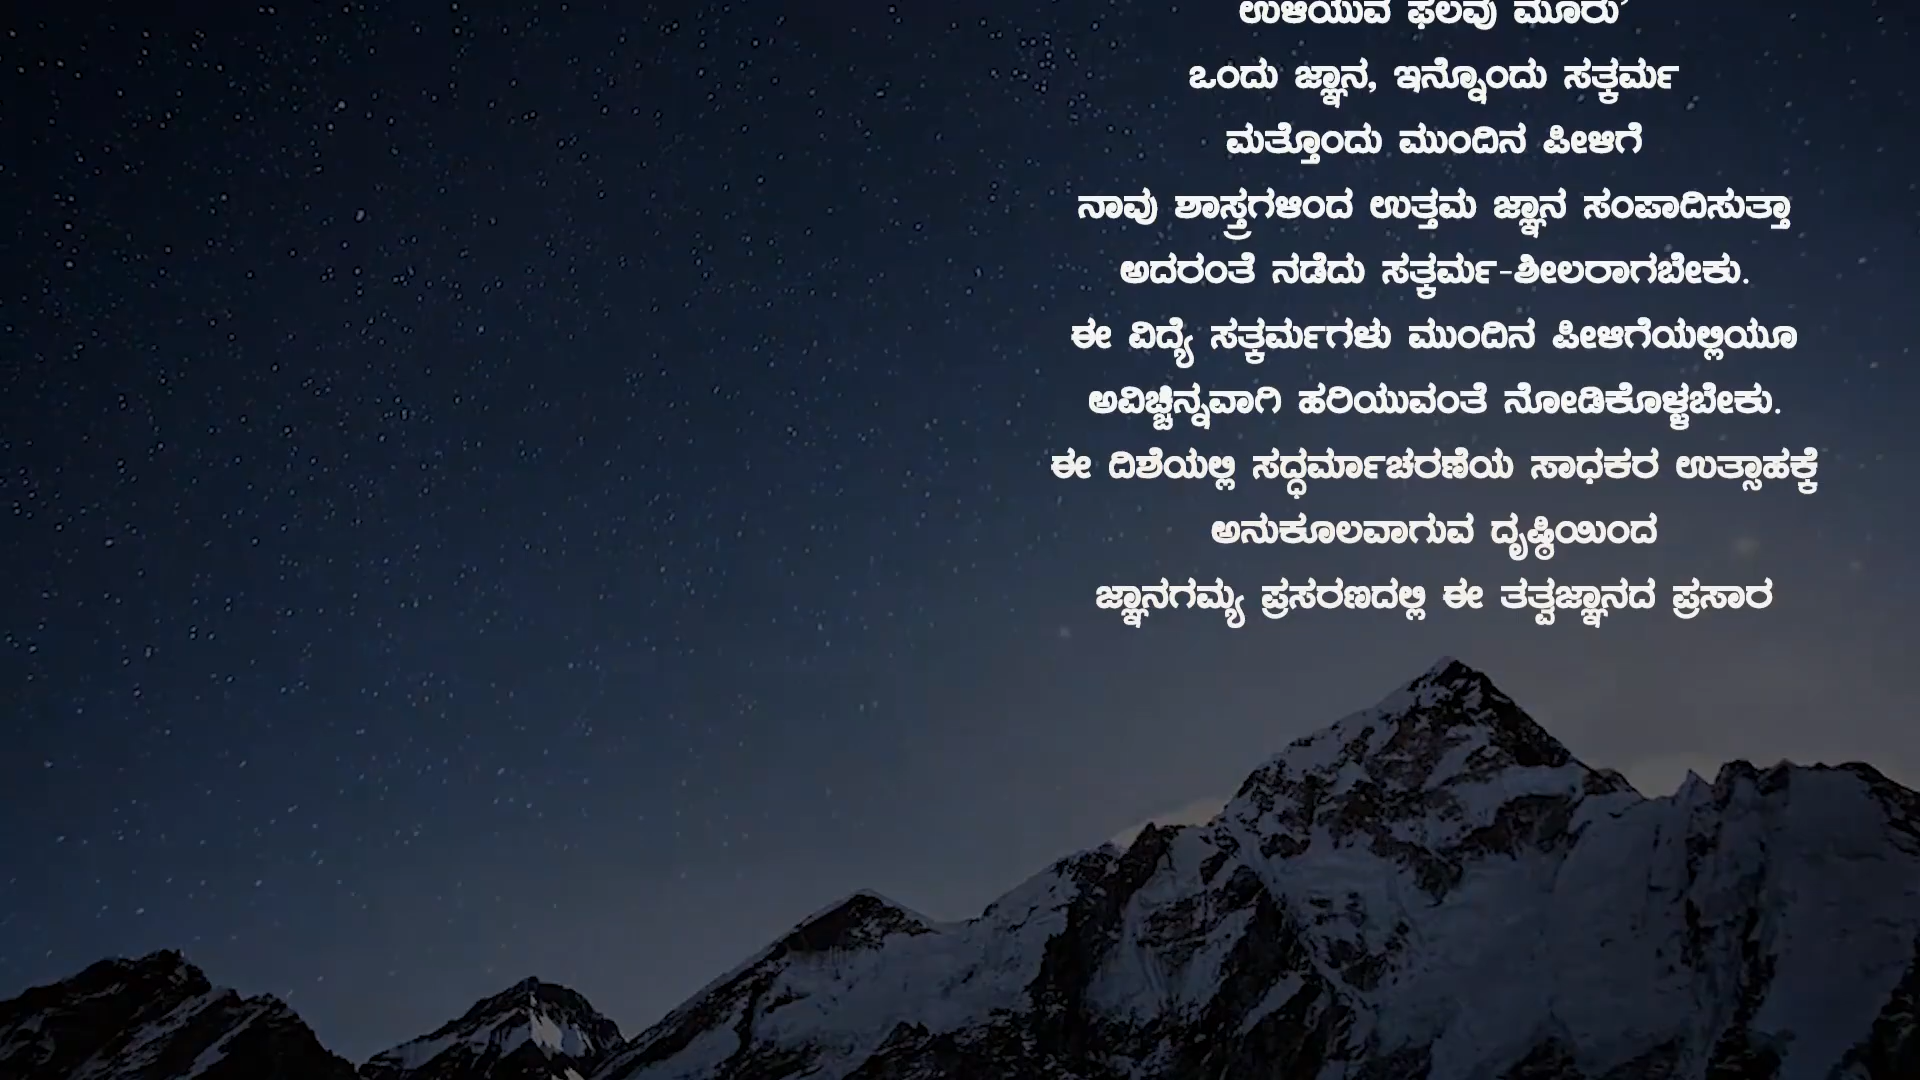 ಉಳಿಯುವ ಫಲವು ಮೂರು’
ಒಂದು ಜ್ಞಾನ, ಇನ್ನೊಂದು ಸತ್ಕರ್ಮ
ಮತ್ತೊಂದು ಮುಂದಿನ ಪೀಳಿಗೆ
ನಾವು ಶಾಸ್ತ್ರಗಳಿಂದ ಉತ್ತಮ ಜ್ಞಾನ ಸಂಪಾದಿಸುತ್ತಾ
ಅದರಂತೆ ನಡೆದು ಸತ್ಕರ್ಮ-ಶೀಲರಾಗಬೇಕು.
ಈ ವಿದ್ಯೆ ಸತ್ಕರ್ಮಗಳು ಮುಂದಿನ ಪೀಳಿಗೆಯಲ್ಲಿಯೂ
ಅವಿಚ್ಚಿನ್ನವಾಗಿ ಹರಿಯುವಂತೆ ನೋಡಿಕೊಳ್ಳಬೇಕು.
ಈ ದಿಶೆಯಲ್ಲಿ ಸದ್ಧರ್ಮಾಚರಣೆಯ ಸಾಧಕರ ಉತ್ಸಾಹಕ್ಕೆ
ಅನುಕೂಲವಾಗುವ ದೃಷ್ಠಿಯಿಂದ
ಜ್ಞಾನಗಮ್ಯ ಪ್ರಸರಣದಲ್ಲಿ ಈ ತತ್ವಜ್ಞಾನದ ಪ್ರಸಾರ